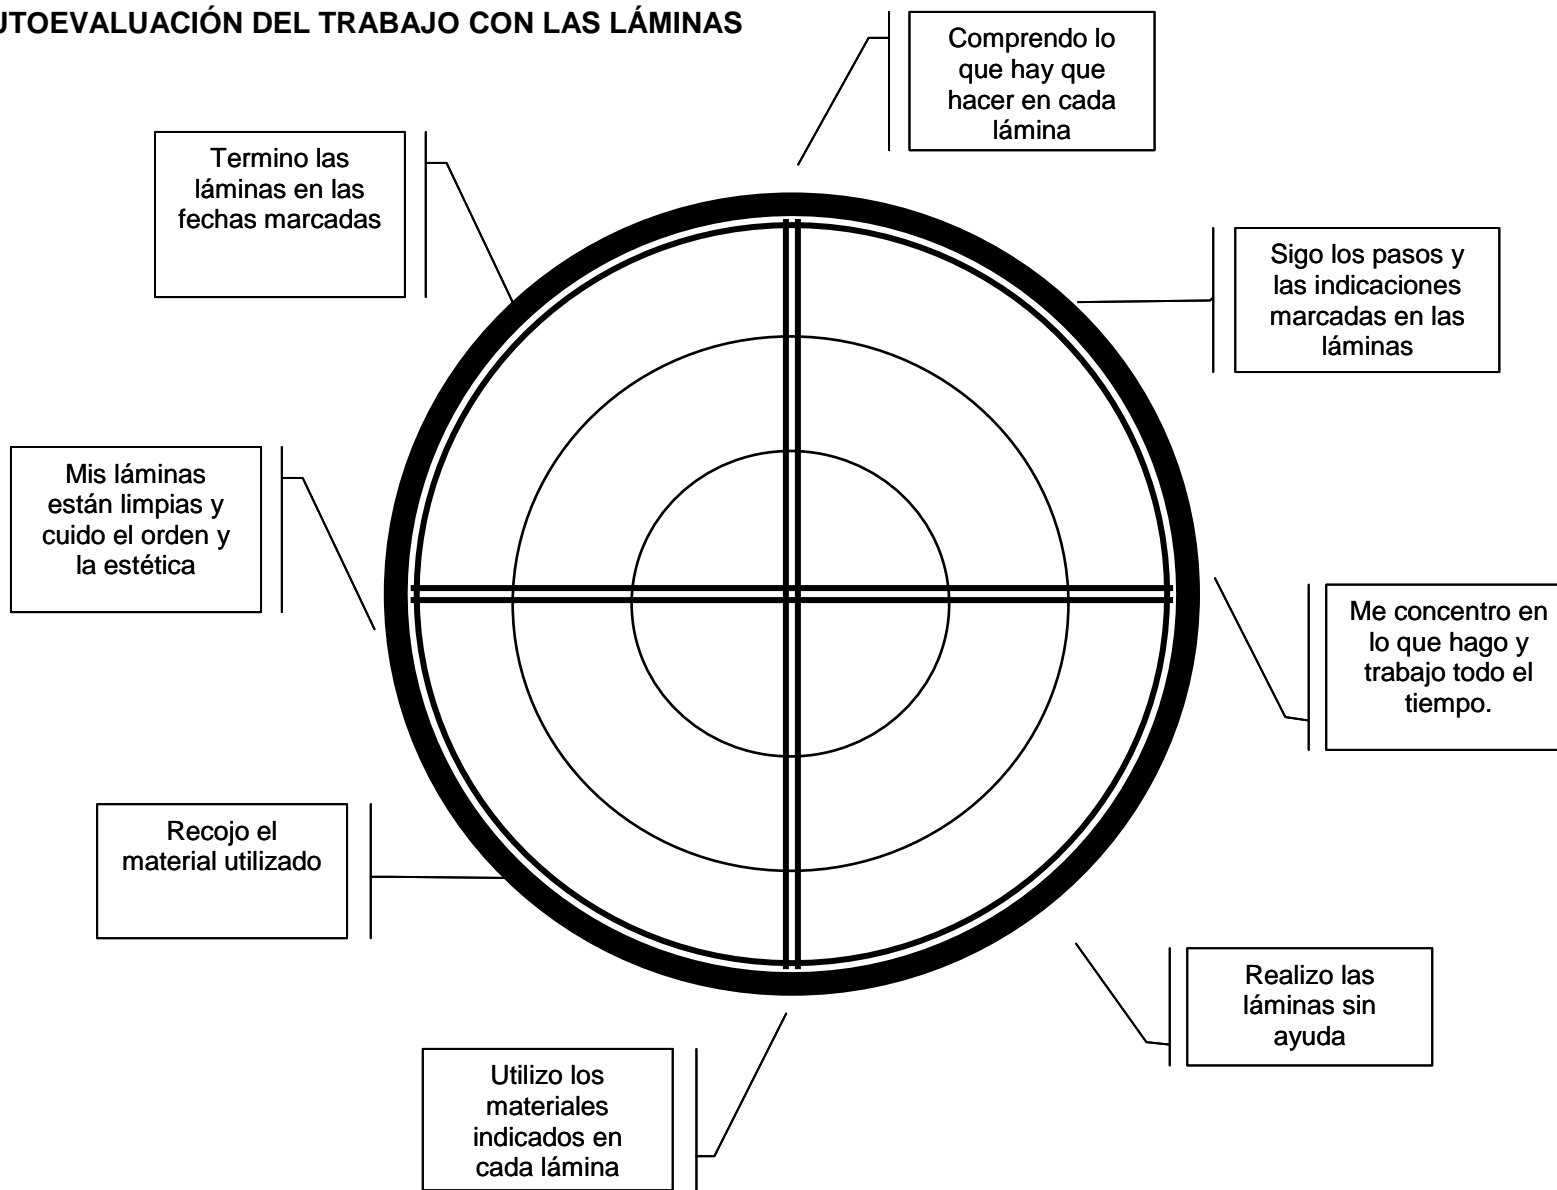 UTOEVALUACIÓN DEL TRABAJO CON LAS LÁMINAS
Comprendo lo
que hay que
hacer en cada
lámina
Termino las
láminas en las
fechas marcadas
Sigo los pasos y
las indicaciones
marcadas en las
láminas
Mis láminas
están limpias y
cuido el orden y
la estética
Me concentro en
lo que hago y
trabajo todo el
tiempo.
Recojo el
material utilizado
Realizo las
láminas sin
ayuda
Utilizo los
materiales
indicados en
cada lámina